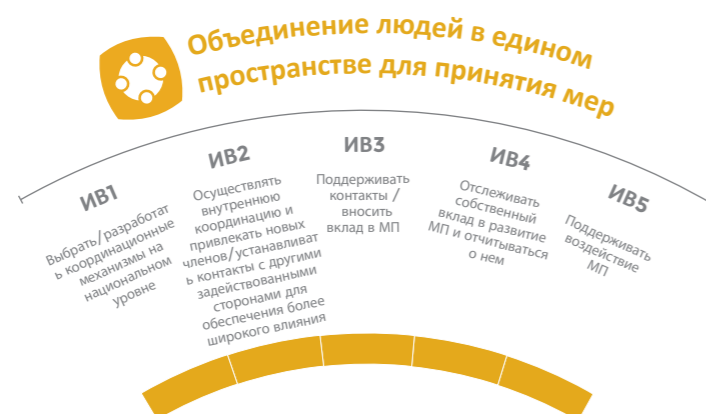 Объединение людей в едином
пространстве для принятия мер
ИВ1
Выбрать/разработат
ь координационные
механизмы на
национальном
уровне
ИВ2
Осуществлять
внутреннюю
координацию и
привлекать новых
членов/устанавливат
ь контакты с другими
задействованными
сторонами для
обеспечения более
широкого влияния
ИВ3
Поддерживать
контакты /
вносить
вклад в МП
ИВ4
Отслеживать
собственный
вклад в развитие
МП и отчитываться
о нем
ИВ5
Поддерживать
воздействие
МП